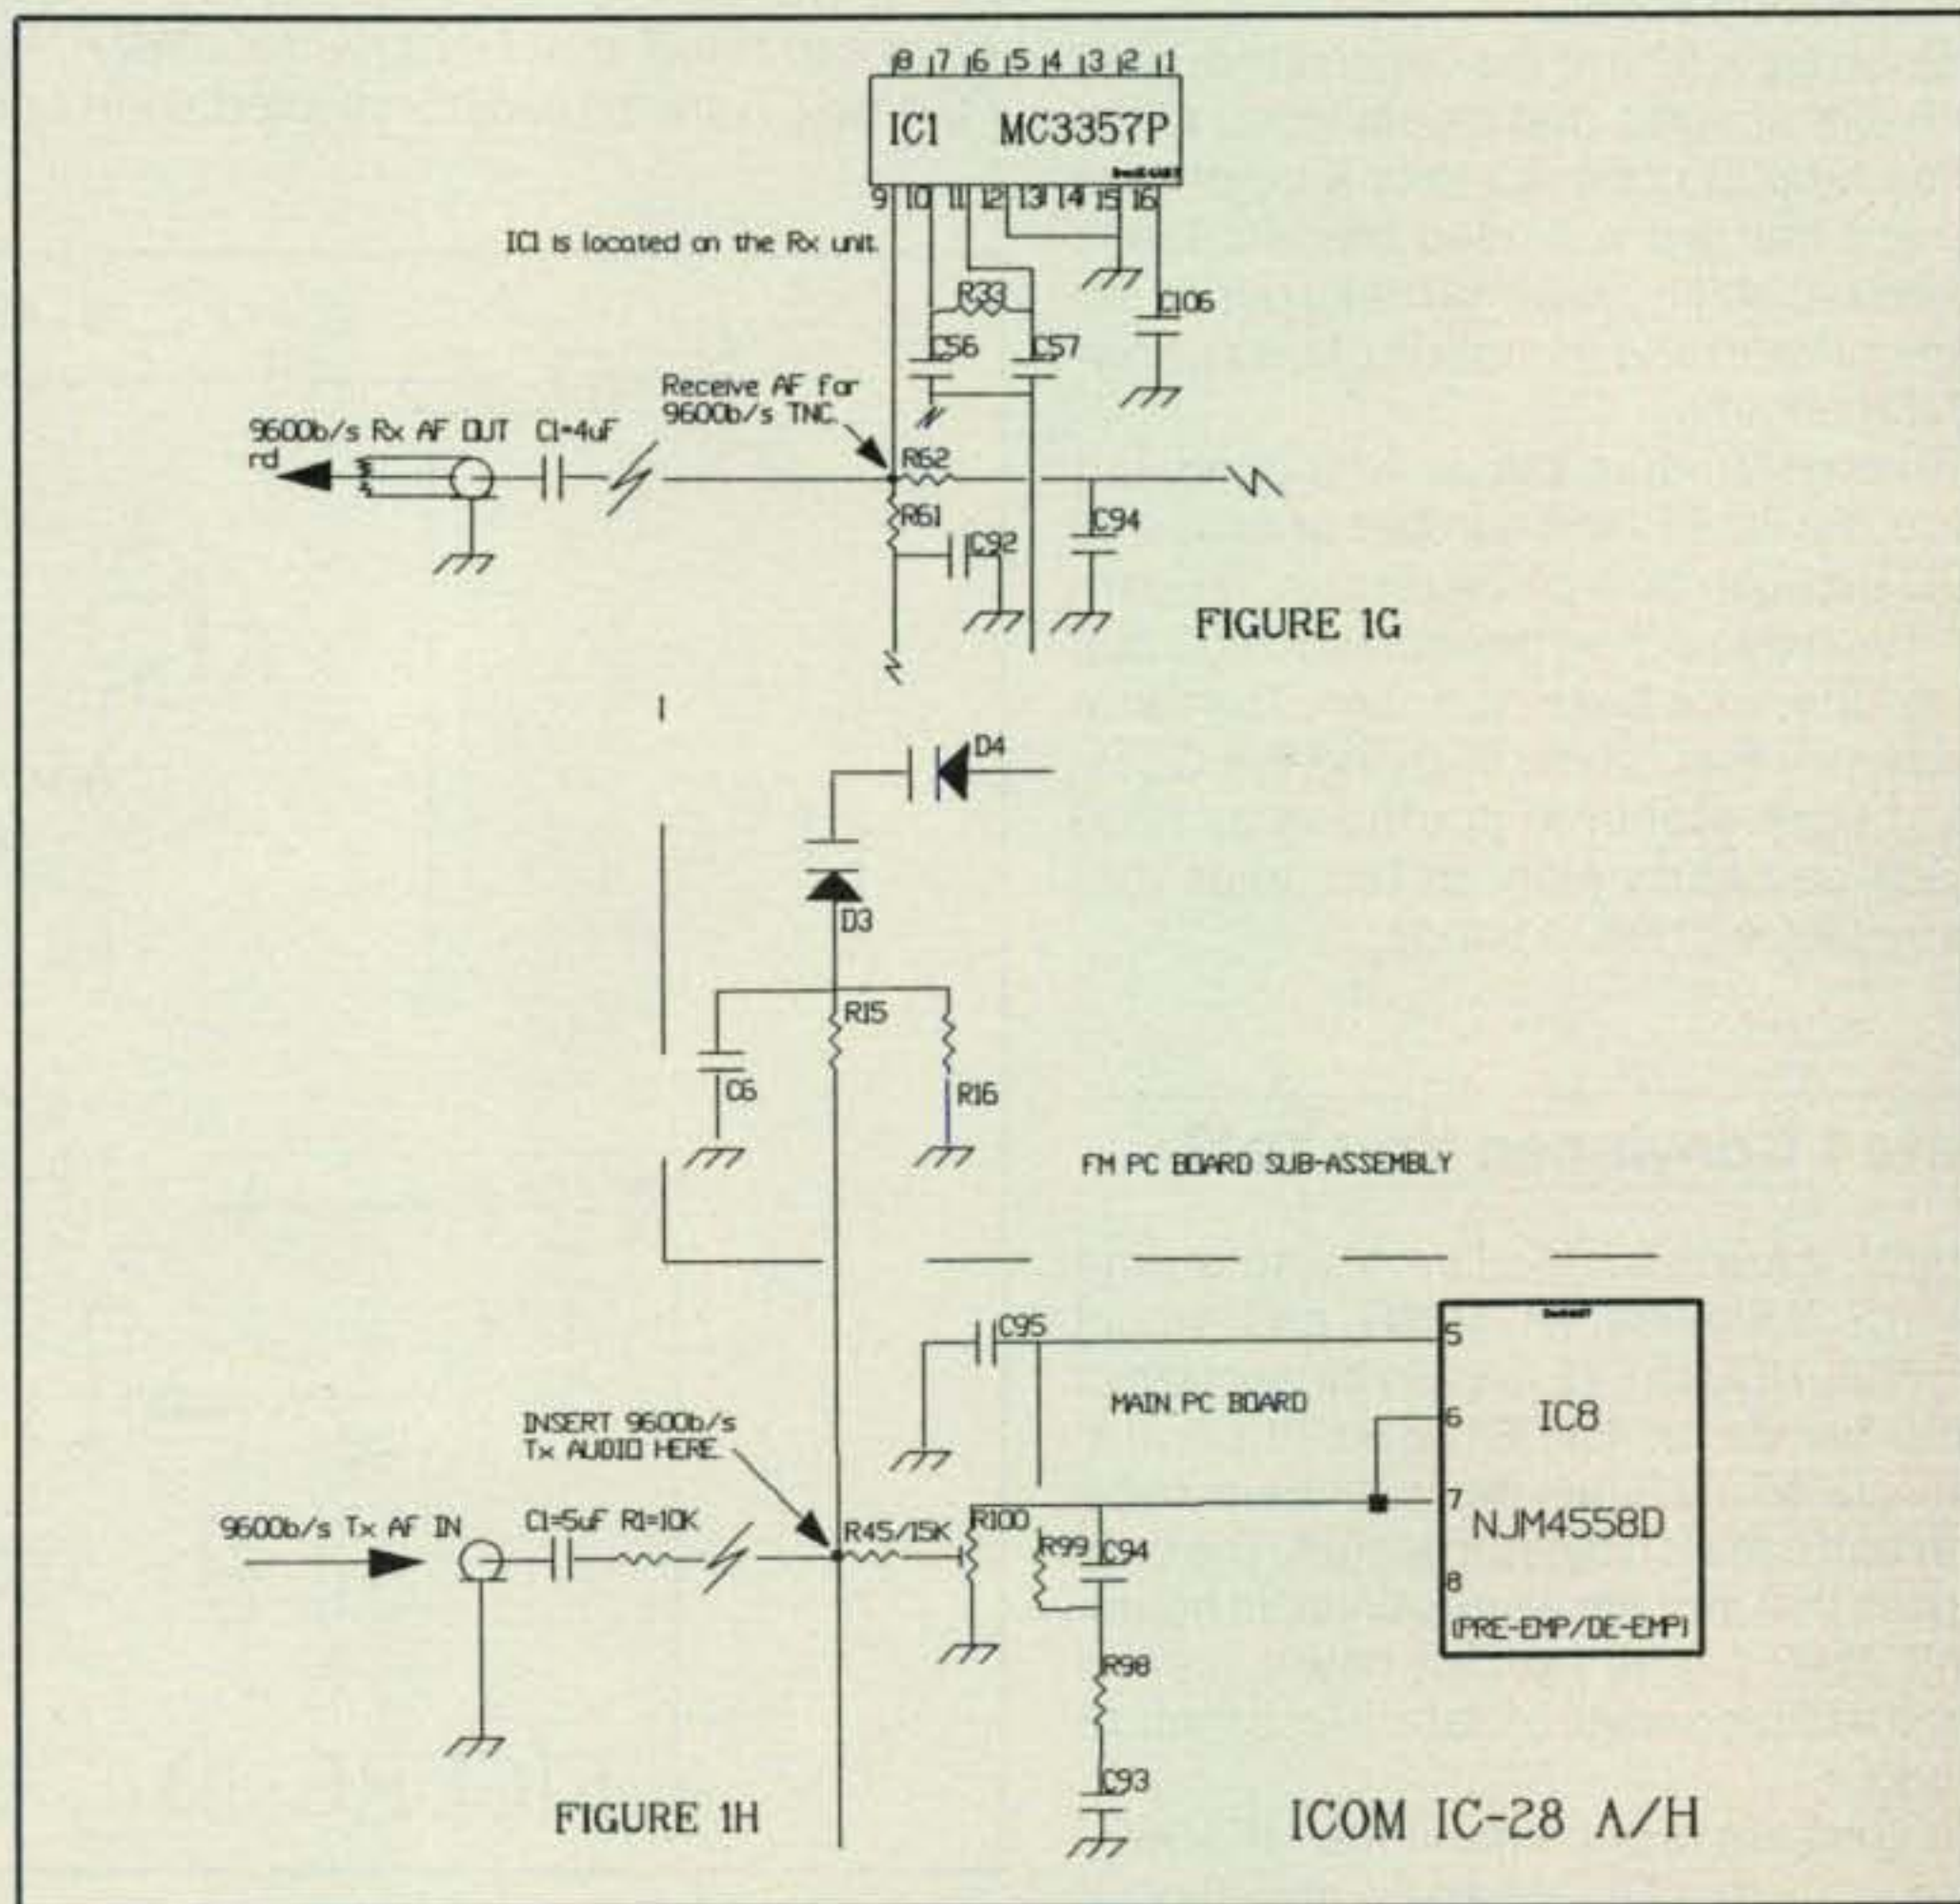 8 7 6 5 4 3 2 1
IC1 MC3357P
9 10 11 12 13 14 15 16
IC1 is located on the Rx unit.
R33
C106
C56
C57
Receive AF for
9600b/s TNC.
9600b/s Rx AF OUT C1=4uF
rd
R62
R61
C92
C94
FIGURE 1G
D4
D3
R15
C6
R16
FM PC BOARD SUB-ASSEMBLY
C95
5
MAIN PC BOARD
6
IC8
INSERT 9600b/s
Tx AUDIO HERE.
7
NJM4558D
9600b/s Tx AF IN
C1=5uF R1=10K
R45/15K
R100
R99
C94
8
(PRE-EMP/DE-EMP)
R98
C93
FIGURE 1H
ICOM IC-28 A/H